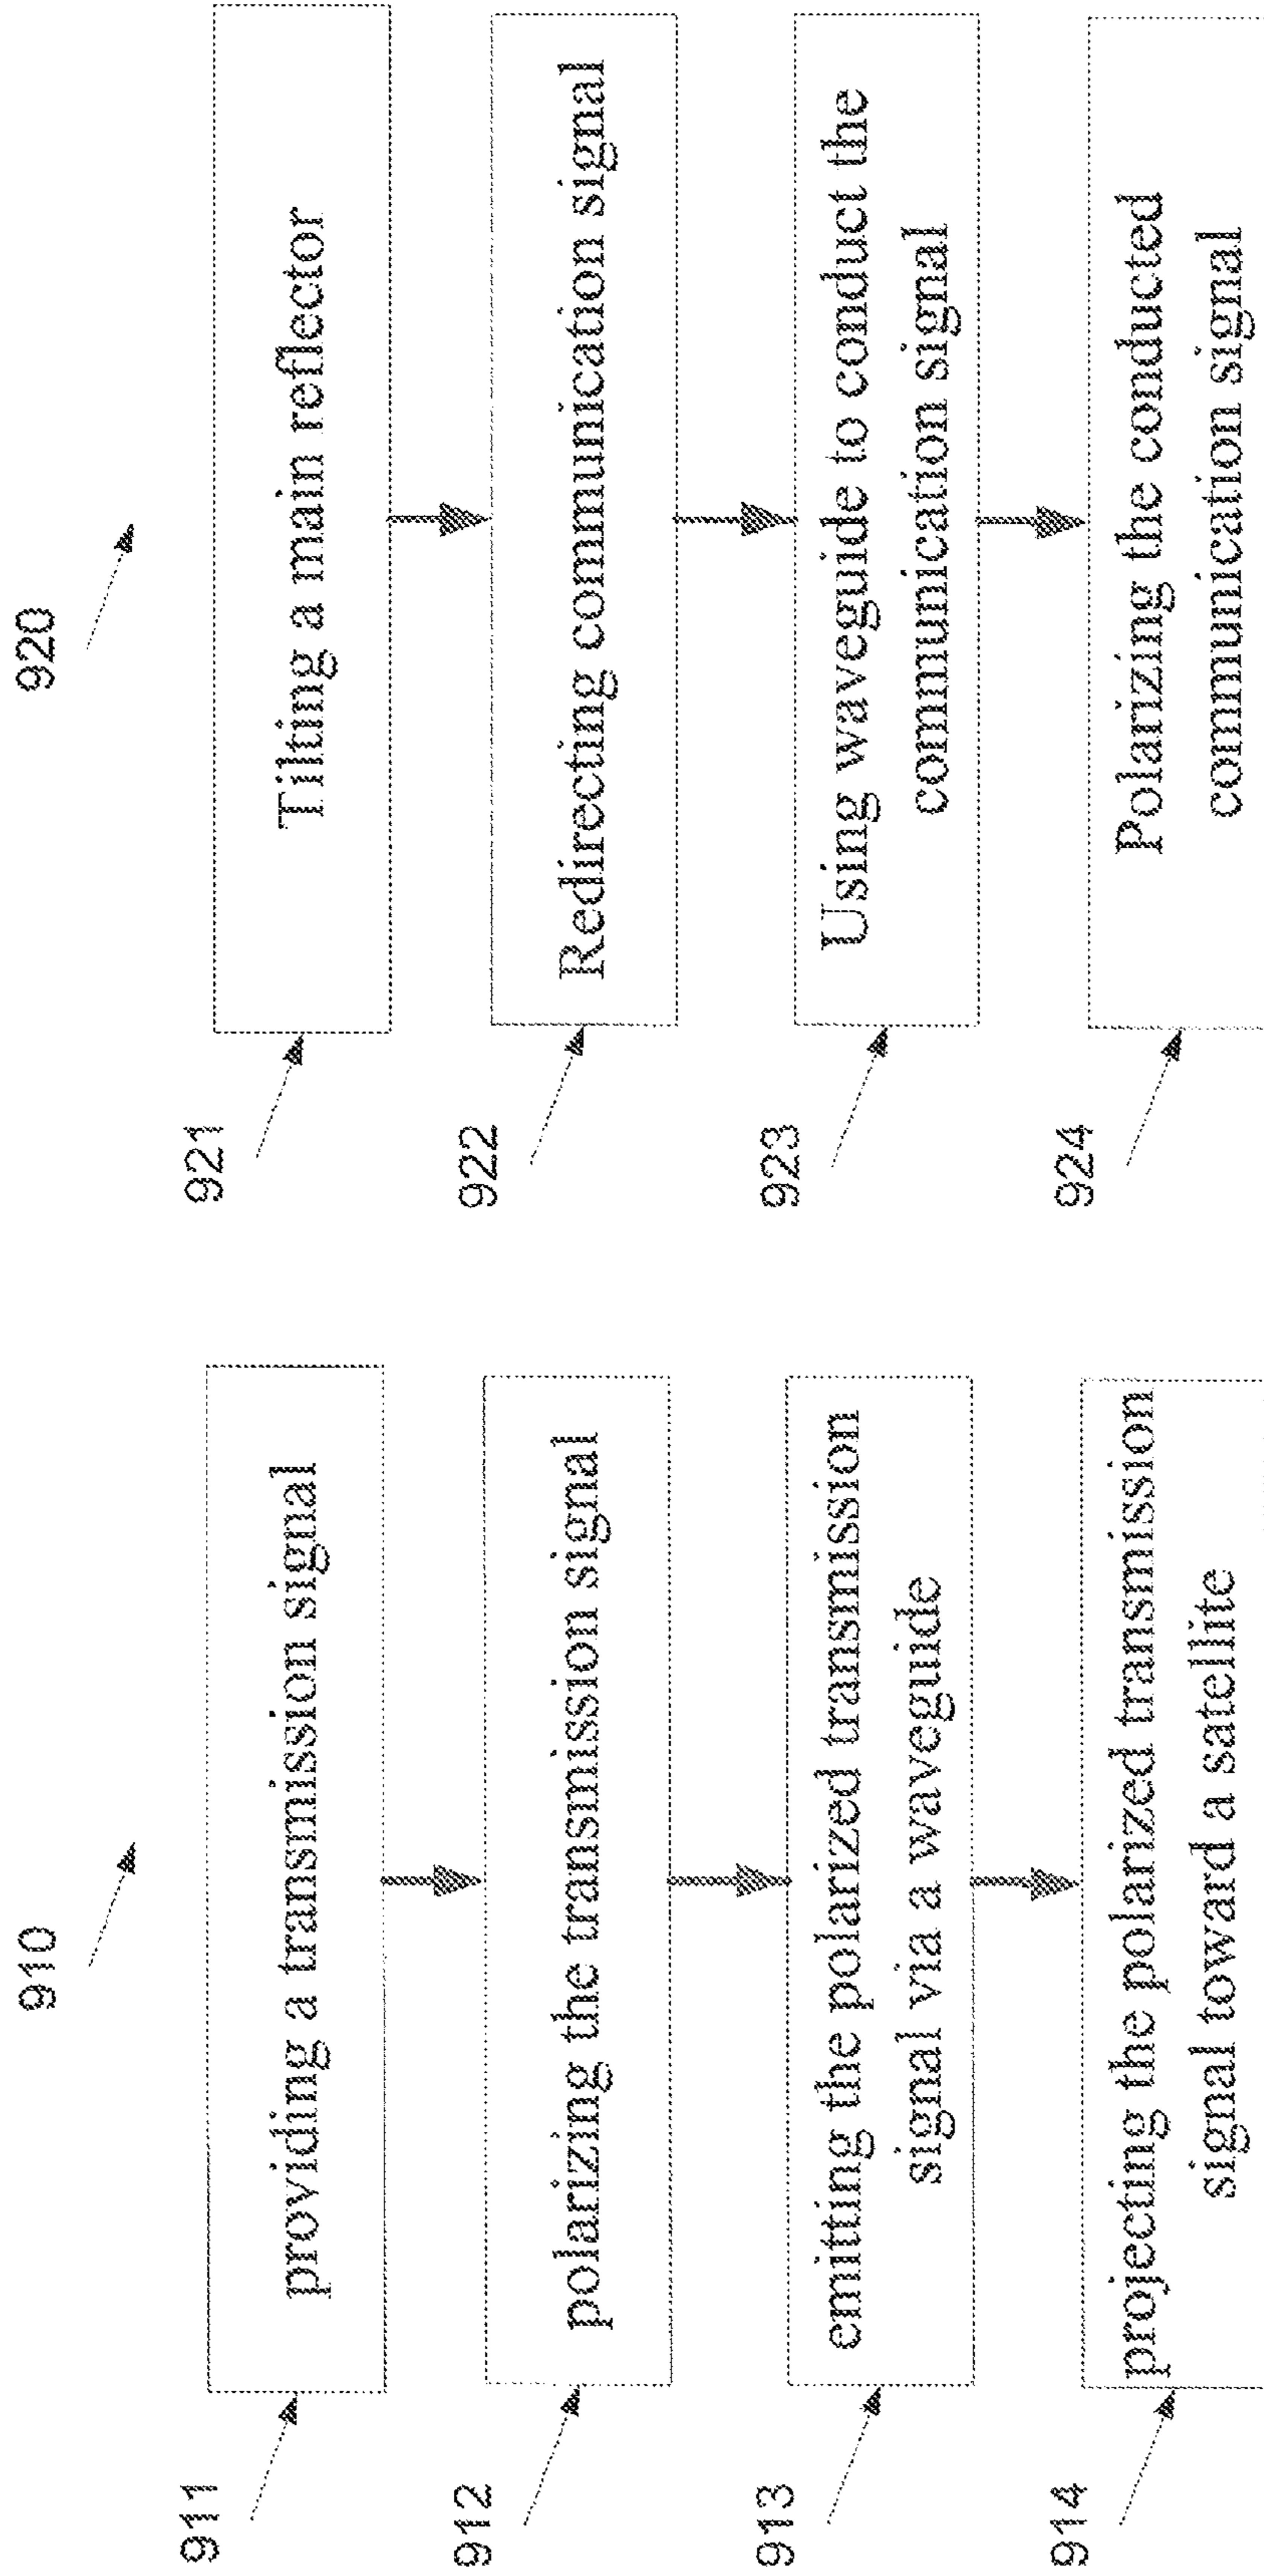 910
911
providing a transmission signal
912
polarizing the transmission signal
913
emitting the polarized transmission
signal via a waveguide
914
projecting the polarized transmission
signal toward a satellite
920
921
Tilting a main reflector
922
Redirecting communication signal
923
Using waveguide to conduct the
communication signal
924
Polarizing the conducted
communication signal